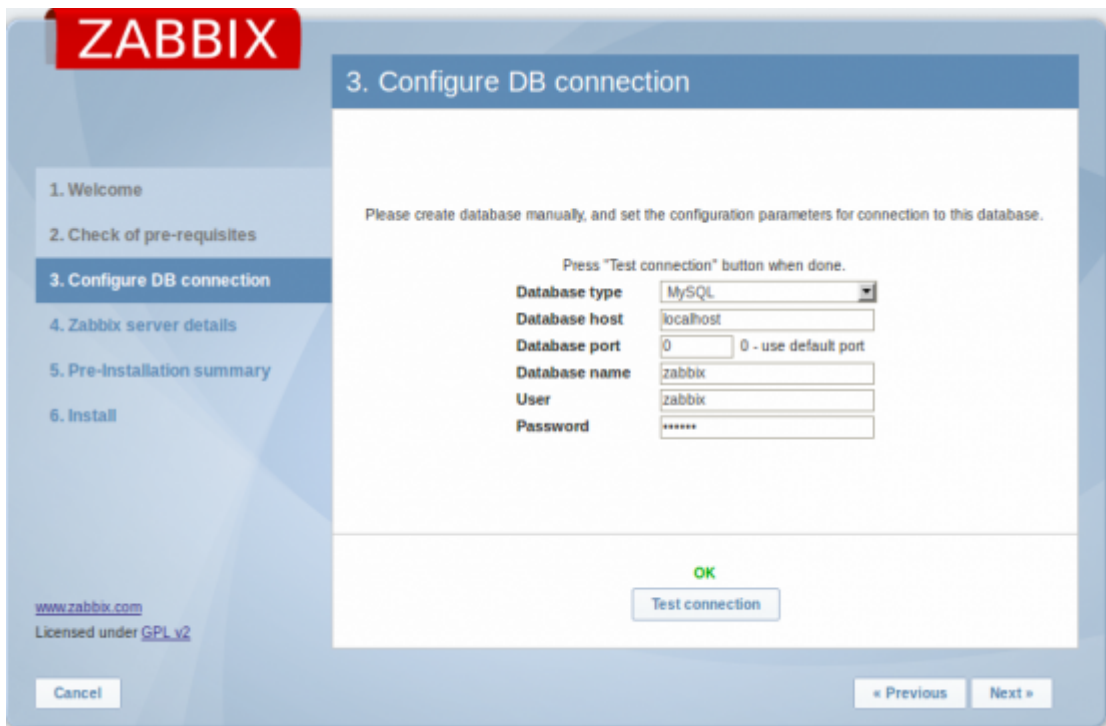 ZABBIX
3. Configure DB connection
1. Welcome
2. Check of pre-requisites
3. Configure DB connection
4. Zabbix server details
5. Pre-Installation summary
6. Install
Please create database manually, and set the configuration parameters for connection to this database.
Press "Test connection" button when done.
Database type MySQL
Database host localhost
Database port 0 0 - use default port
Database name zabbix
User zabbix
Password ••••••
OK
Test connection
www.zabbix.com
Licensed under GPL v2
Cancel
« Previous
Next »